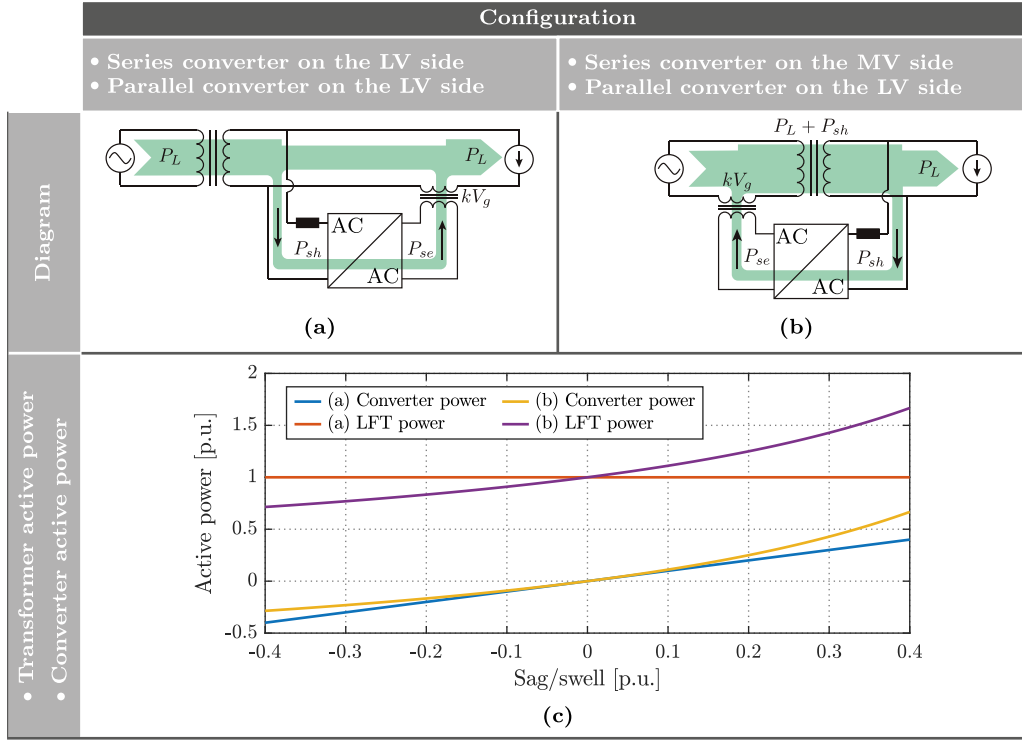 Configuration
• Series converter on the LV side
• Parallel converter on the LV side
• Series converter on the MV side
• Parallel converter on the LV side
Diagram
P_L
P_L
kV_g
AC
AC
P_sh
P_se
(a)
P_L + P_sh
P_L
kV_g
AC
AC
P_se
P_sh
(b)
• Transformer active power
• Converter active power
Active power [p.u.]
2
1.5
1
0.5
0
-0.5
(a) Converter power
(a) LFT power
(b) Converter power
(b) LFT power
-0.4
-0.3
-0.2
-0.1
0
0.1
0.2
0.3
0.4
Sag/swell [p.u.]
(c)